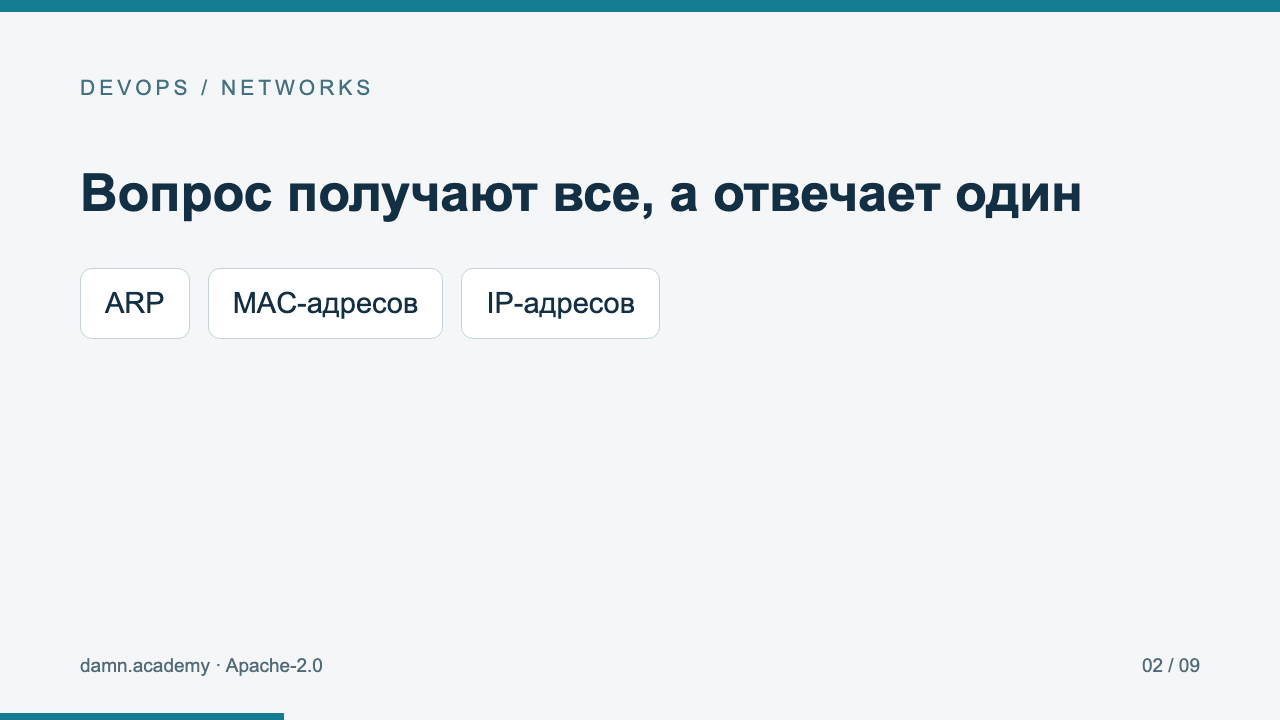 DEVOPS / NETWORKS
Вопрос получают все, а отвечает один
ARP
MAC-адресов
IP-адресов
damn.academy · Apache-2.0
02 / 09